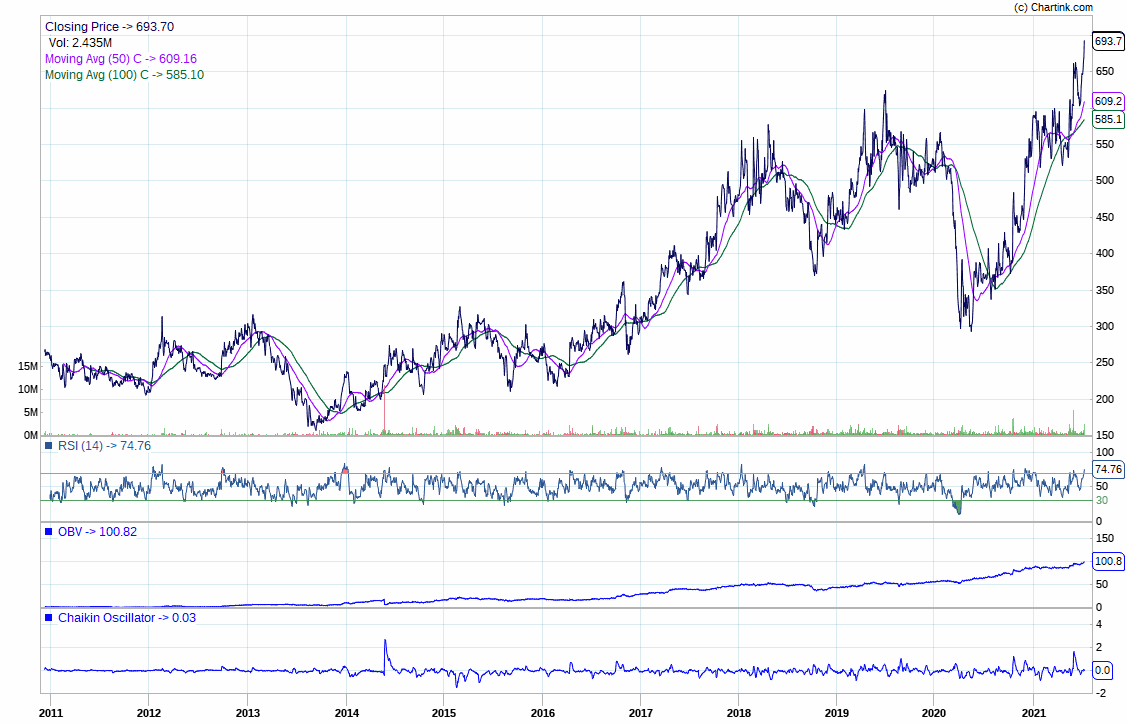 (c) Chartink.com
Closing Price -> 693.70
Vol: 2.435M
Moving Avg (50) C -> 609.16
Moving Avg (100) C -> 585.10
693.7
650
609.2
585.1
550
500
450
400
350
300
250
200
150
15M
10M
5M
0M
RSI (14) -> 74.76
100
74.76
50
30
0
OBV -> 100.82
150
100.8
50
0
Chaikin Oscillator -> 0.03
4
2
0.0
-2
2011 2012 2013 2014 2015 2016 2017 2018 2019 2020 2021